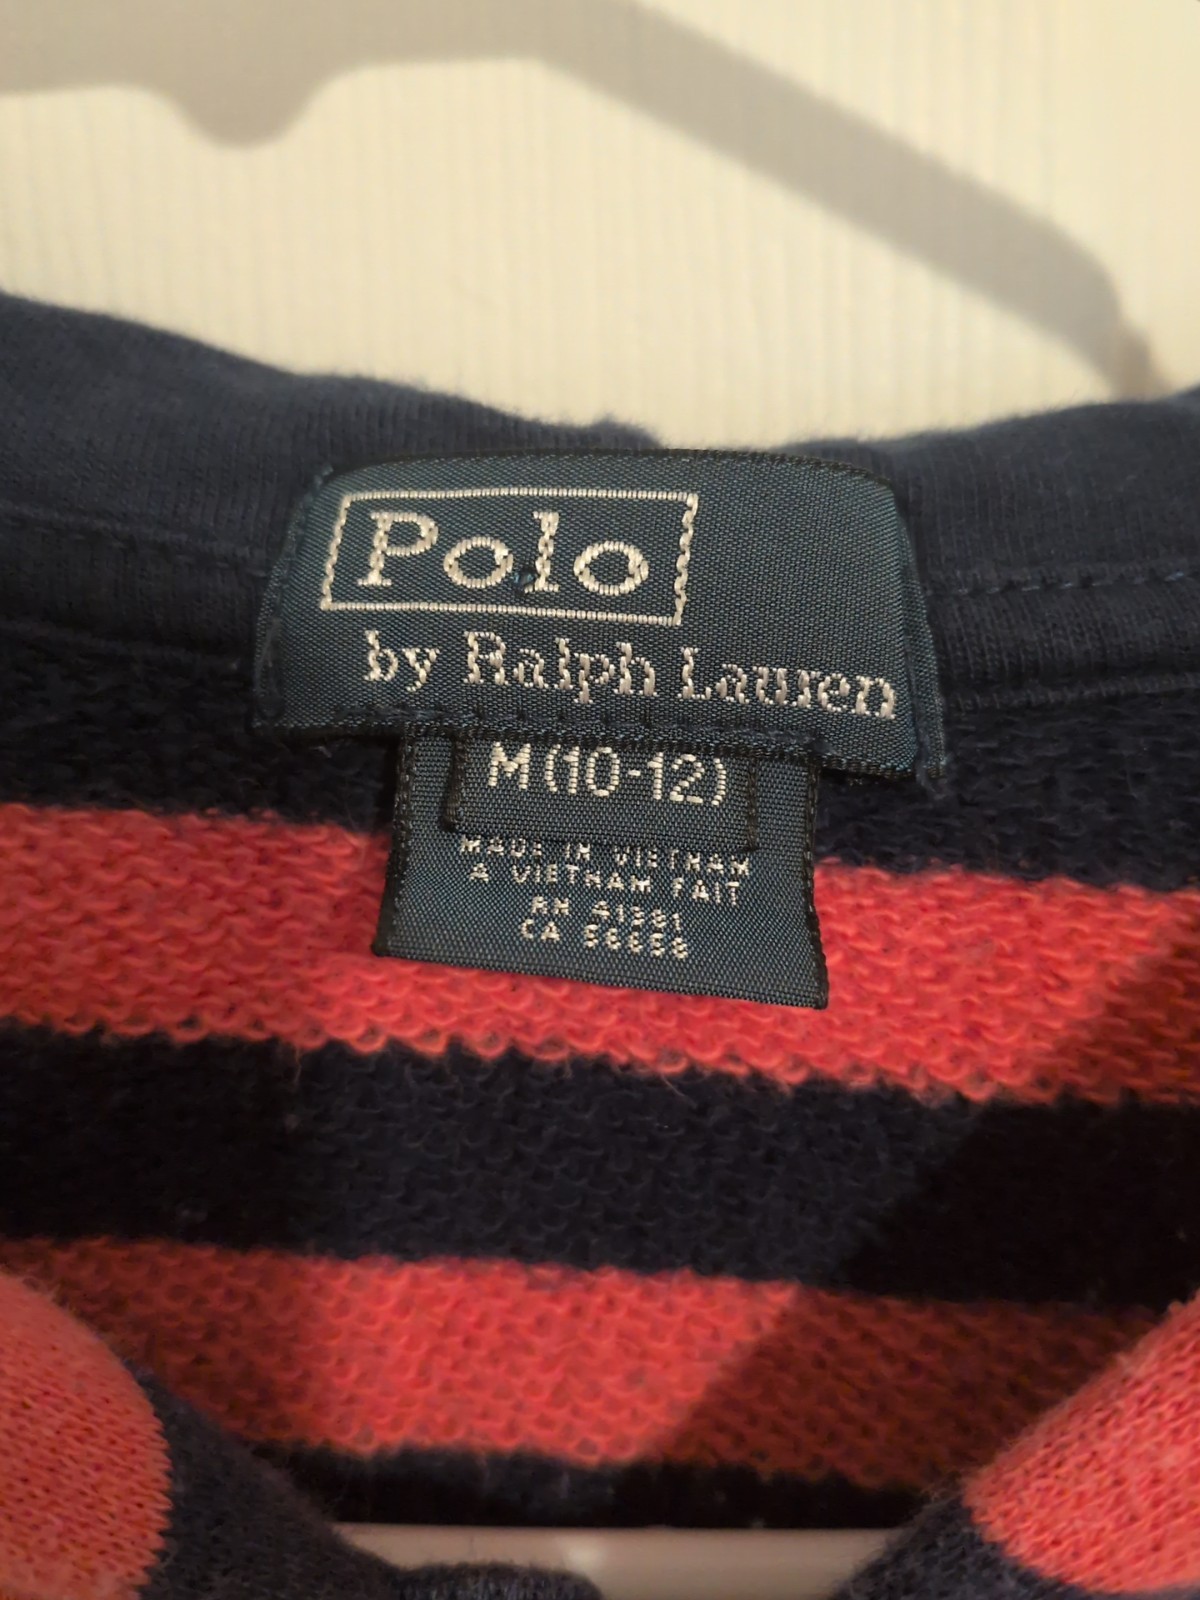 Polo
by Ralph Lauren
M (10-12)
MADE IN VIETNAM
A VIETNAM FAIT
RN 41381
CA 56658